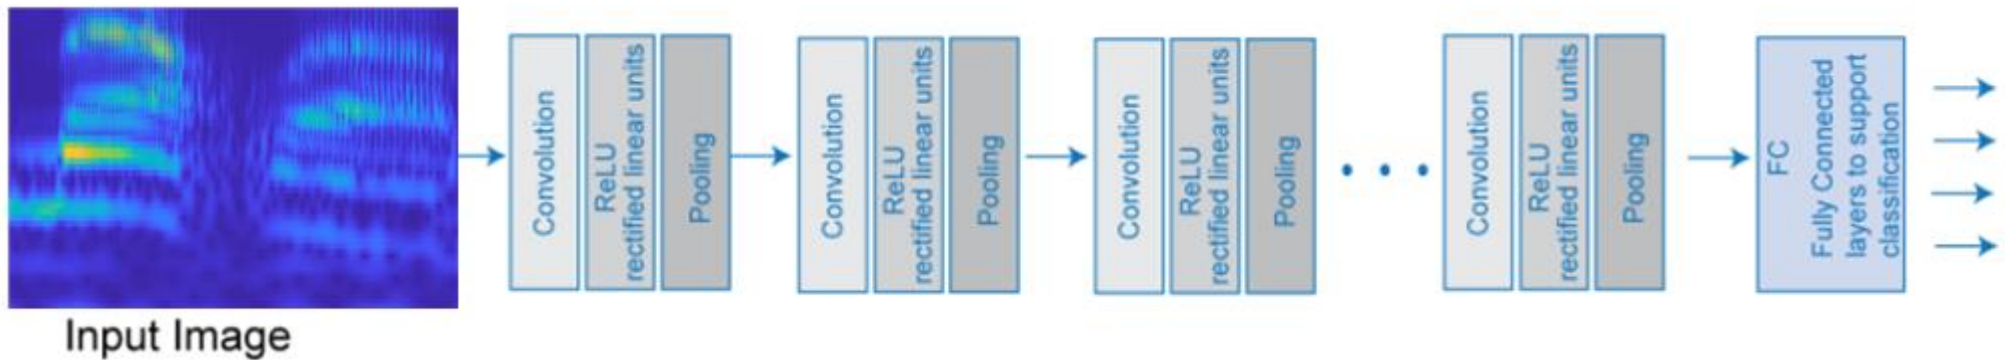 Convolution
ReLU
rectified linear units
Pooling
Convolution
ReLU
rectified linear units
Pooling
Convolution
ReLU
rectified linear units
Pooling
Convolution
ReLU
rectified linear units
Pooling
FC
Fully Connected
layers to support
classification
Input Image